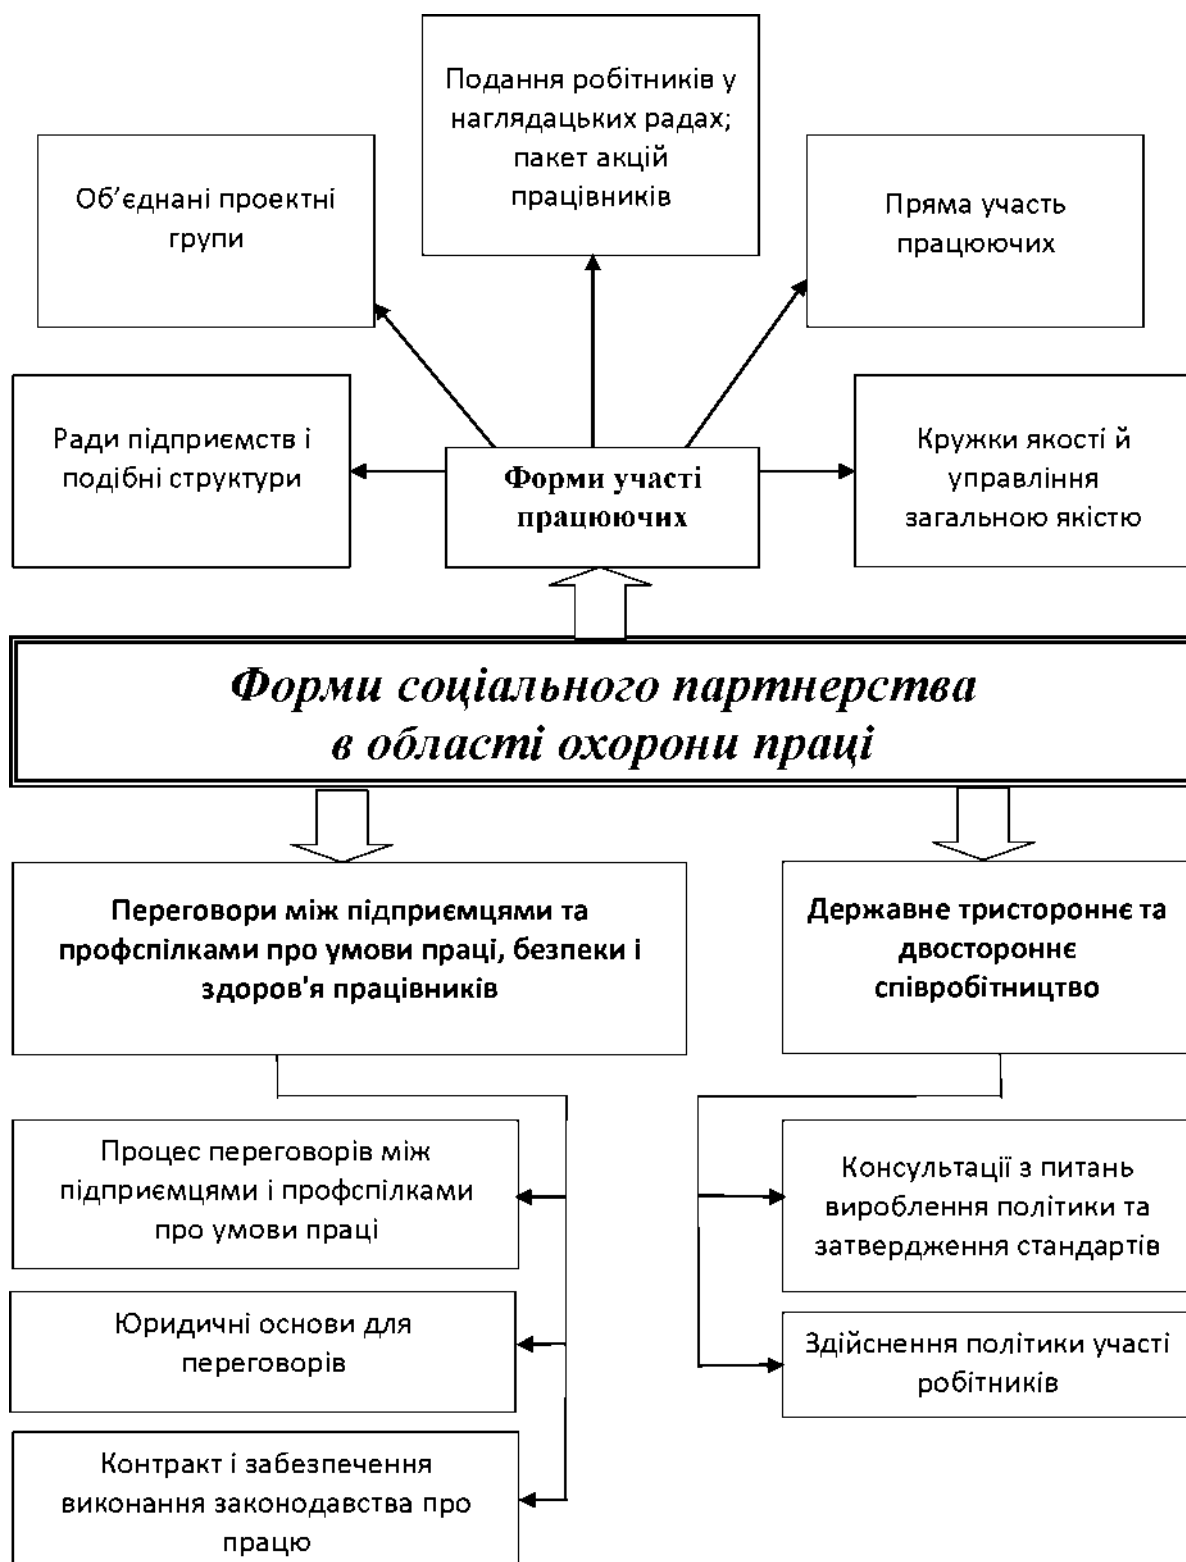 Подання робітників у
наглядацьких радах;
пакет акцій
працівників
Об’єднані проектні
групи
Пряма участь
працюючих
Ради підприємств і
подібні структури
Форми участі
працюючих
Кружки якості й
управління
загальною якістю
Форми соціального партнерства
в області охорони праці
Переговори між підприємцями та
профспілками про умови праці, безпеки і
здоров'я працівників
Державне тристороннє та
двостороннє
співробітництво
Процес переговорів між
підприємцями і профспілками
про умови праці
Консультації з питань
вироблення політики та
затвердження стандартів
Юридичні основи для
переговорів
Здійснення політики участі
робітників
Контракт і забезпечення
виконання законодавства про
працю